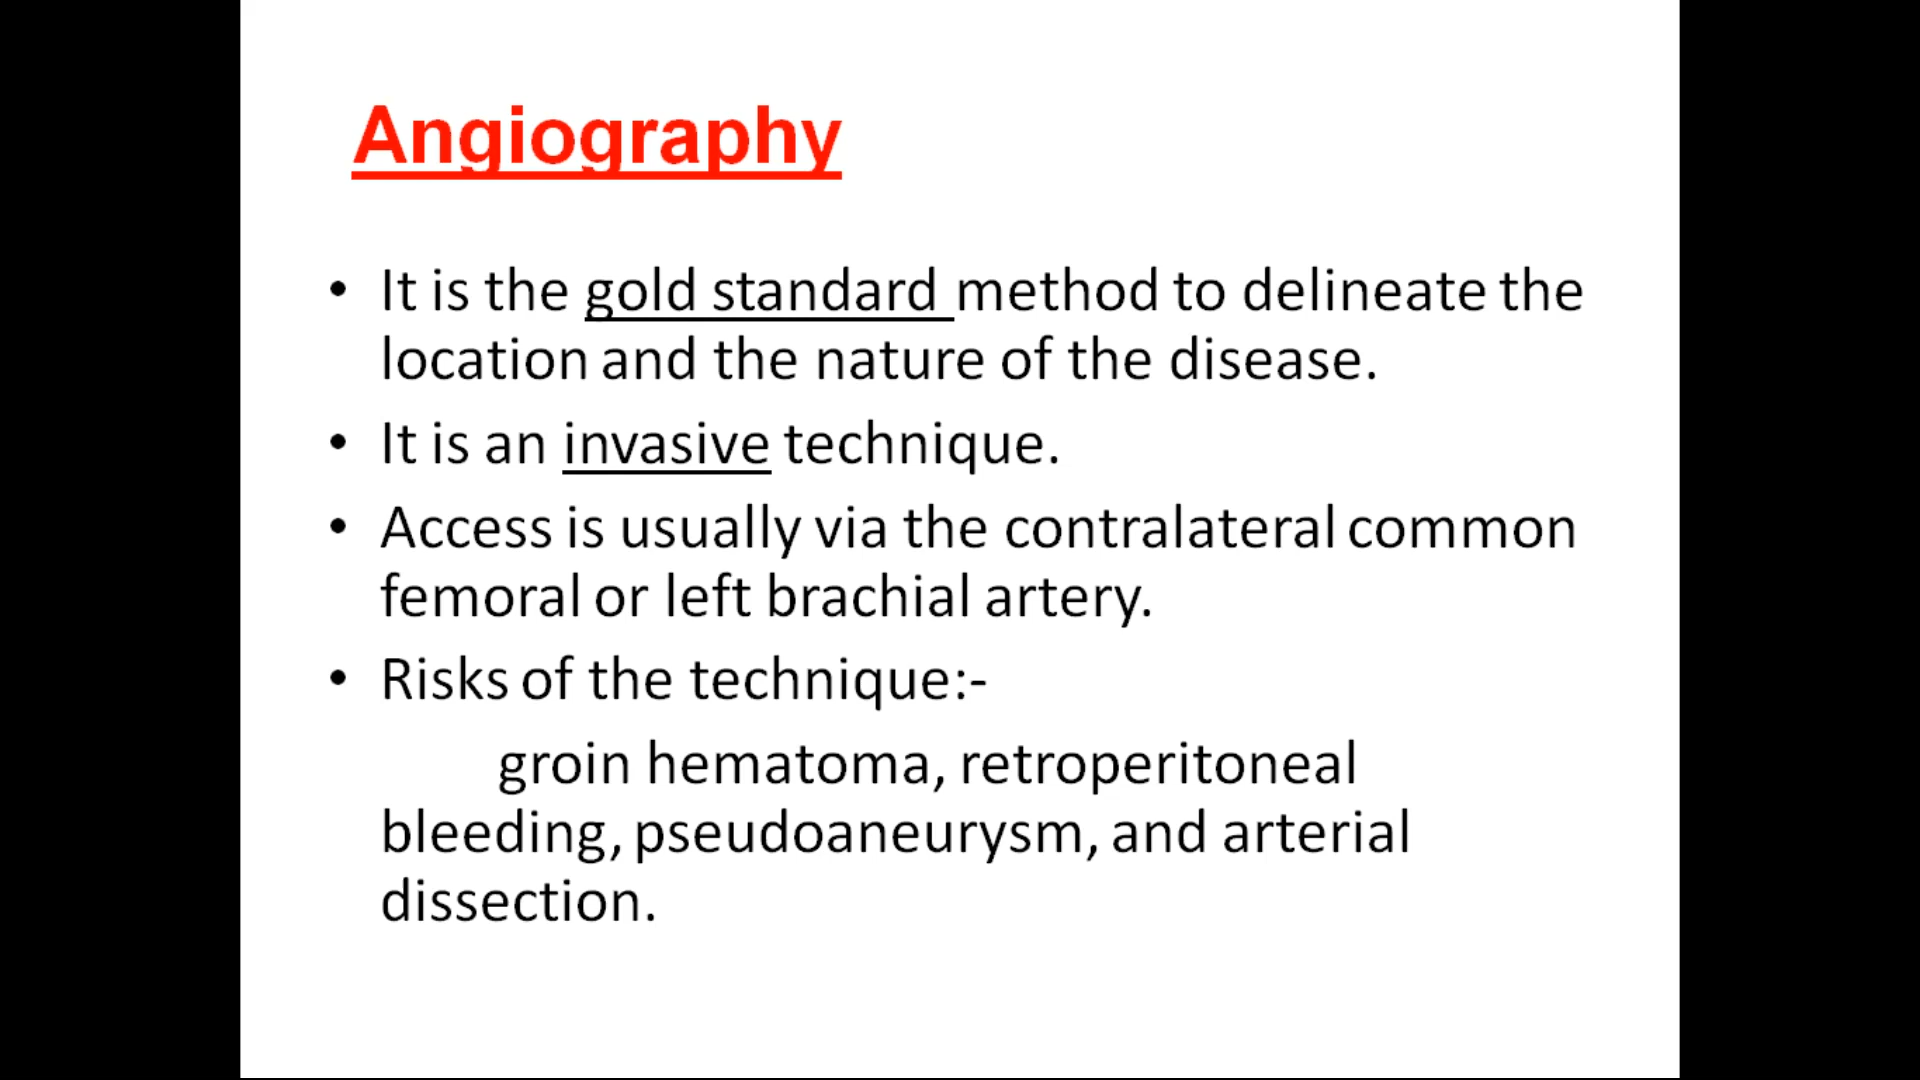 Angiography
• It is the gold standard method to delineate the
location and the nature of the disease.
• It is an invasive technique.
• Access is usually via the contralateral common
femoral or left brachial artery.
• Risks of the technique:-
groin hematoma, retroperitoneal
bleeding, pseudoaneurysm, and arterial
dissection.